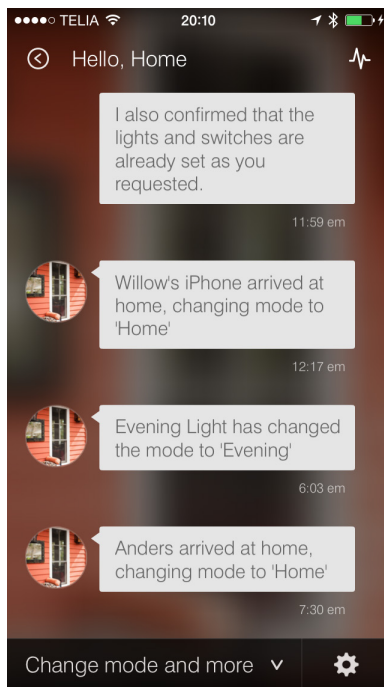 TELIA 20:10
Hello, Home
I also confirmed that the
lights and switches are
already set as you
requested.
11:59 em
Willow's iPhone arrived at
home, changing mode to
'Home'
12:17 em
Evening Light has changed
the mode to 'Evening'
6:03 em
Anders arrived at home,
changing mode to 'Home'
7:30 em
Change mode and more